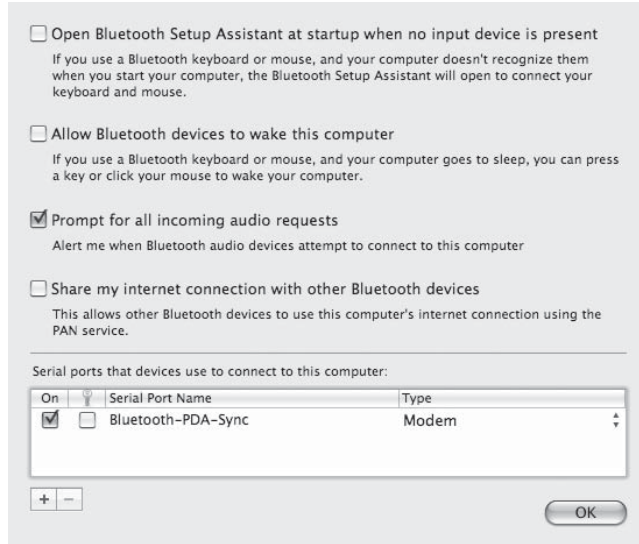 Open Bluetooth Setup Assistant at startup when no input device is present
If you use a Bluetooth keyboard or mouse, and your computer doesn't recognize them
when you start your computer, the Bluetooth Setup Assistant will open to connect your
keyboard and mouse.
Allow Bluetooth devices to wake this computer
If you use a Bluetooth keyboard or mouse, and your computer goes to sleep, you can press
a key or click your mouse to wake your computer.
Prompt for all incoming audio requests
Alert me when Bluetooth audio devices attempt to connect to this computer
Share my internet connection with other Bluetooth devices
This allows other Bluetooth devices to use this computer's internet connection using the
PAN service.
Serial ports that devices use to connect to this computer:
On Serial Port Name Type
Bluetooth-PDA-Sync Modem
+ −
OK